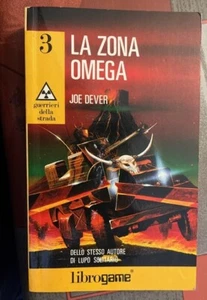 3
LA ZONA
OMEGA
guerrieri
della
strada
JOE DEVER
DELLO STESSO AUTORE
DI LUPO SOLITARIO
librogame®